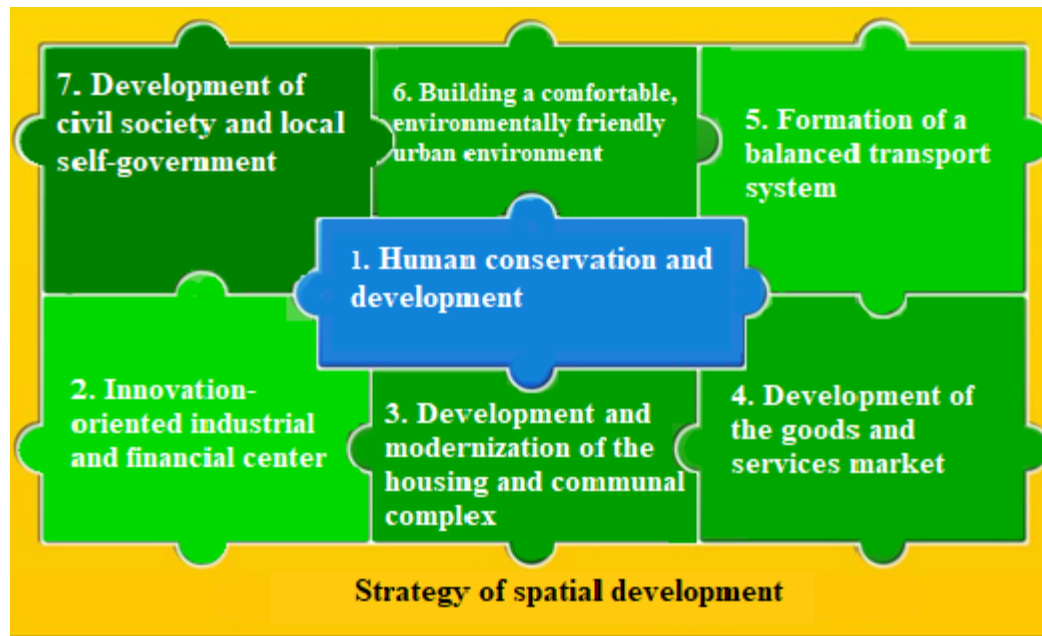 7. Development of
civil society and local
self-government
6. Building a comfortable,
environmentally friendly
urban environment
5. Formation of a
balanced transport
system
1. Human conservation and
development
2. Innovation-
oriented industrial
and financial center
3. Development and
modernization of the
housing and communal
complex
4. Development of
the goods and
services market
Strategy of spatial development